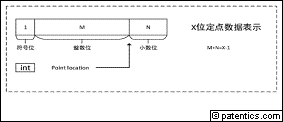 1 M N
X位定点数据表示
符号位 整数位 小数位
M+N=X-1
int Point location
© patentics.com